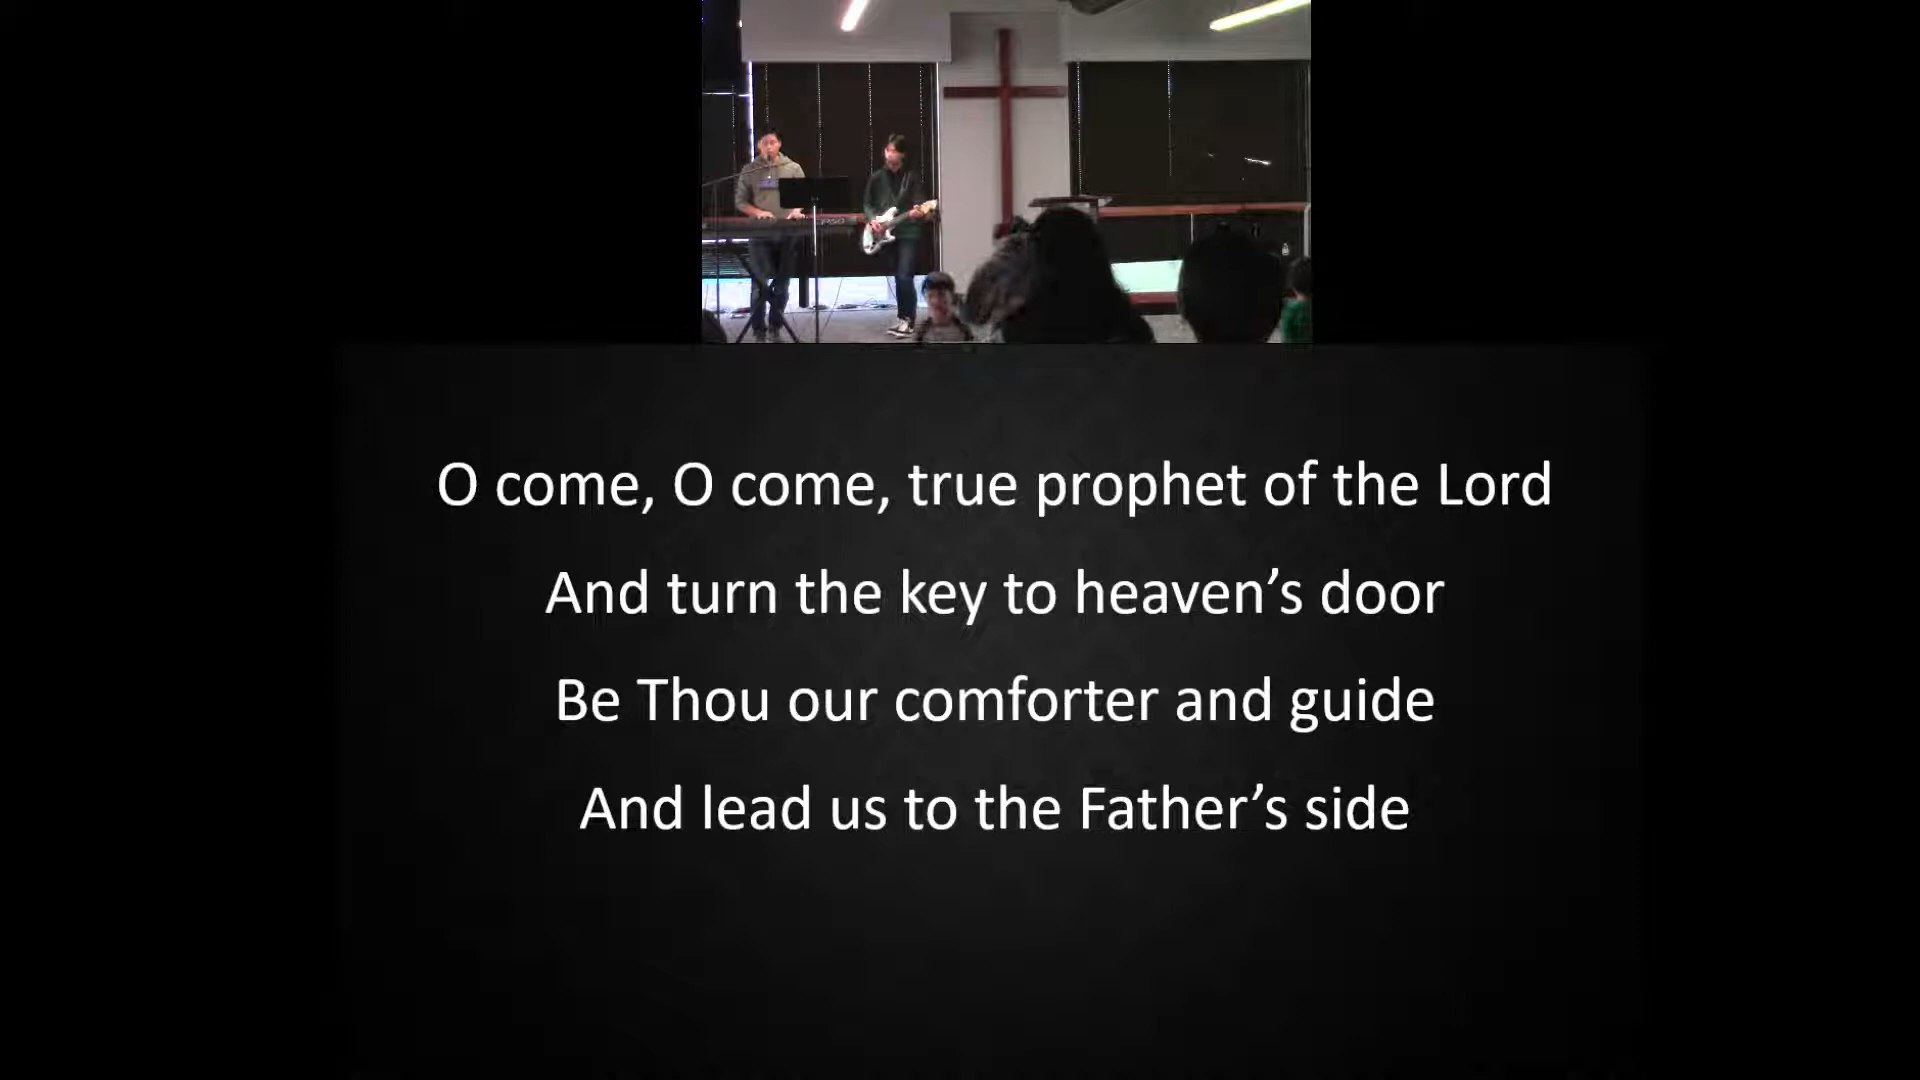 O come, O come, true prophet of the Lord
And turn the key to heaven’s door
Be Thou our comforter and guide
And lead us to the Father’s side